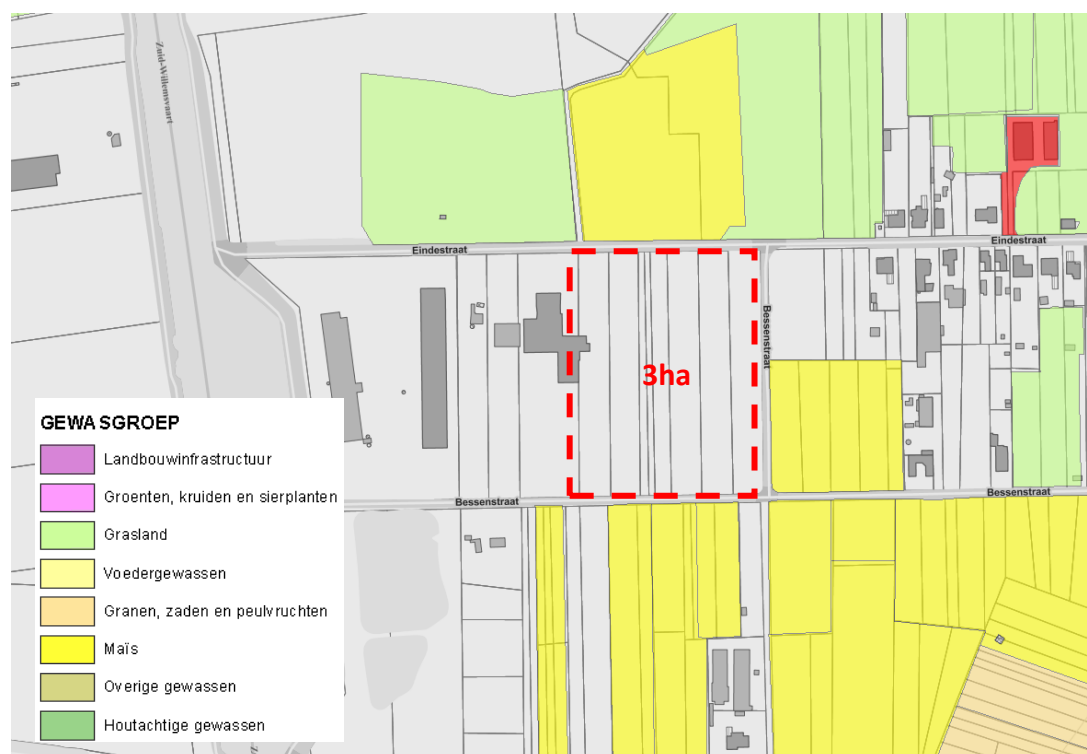 Zuid-Willemsvaart
Eindestraat
Eindestraat
Bessenstraat
3ha
GEWASGROEP
Landbouwinfrastructuur
Groenten, kruiden en sierplanten
Grasland
Voedergewassen
Granen, zaden en peulvruchten
Maïs
Overige gewassen
Houtachtige gewassen
Bessenstraat
Bessenstraat